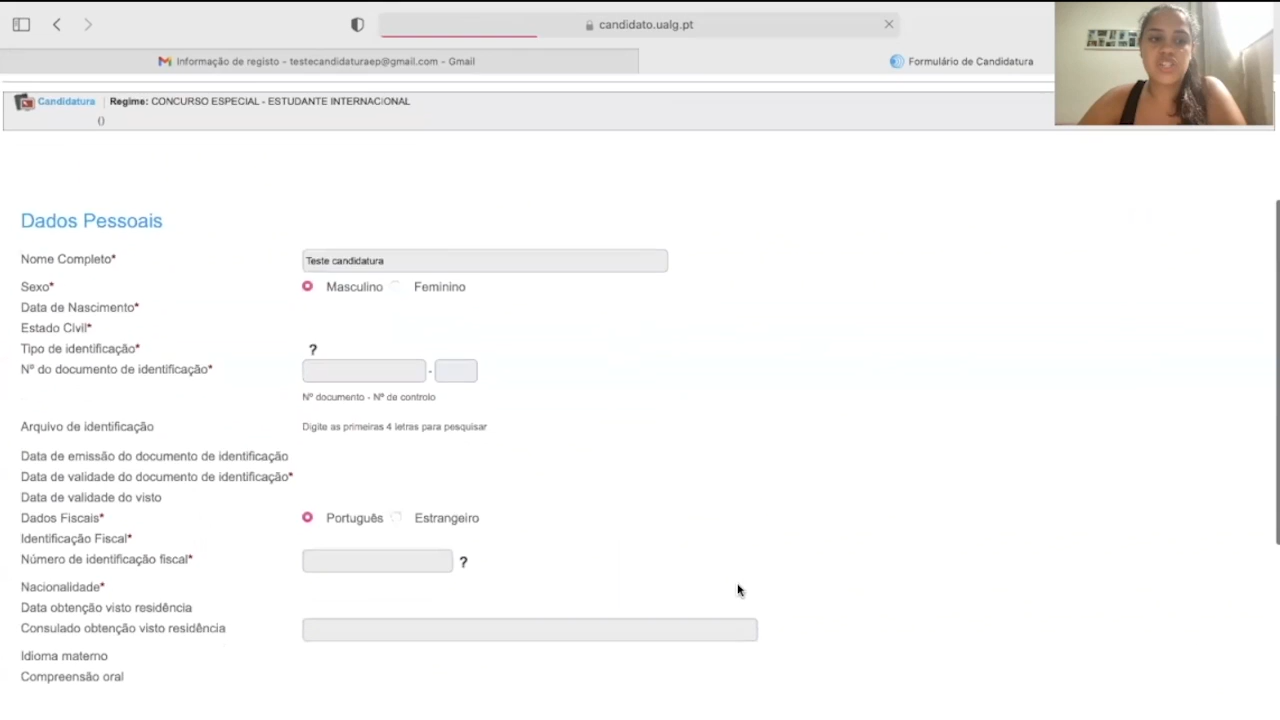 candidato.ualg.pt
Informação de registo - testecandidaturaep@gmail.com - Gmail
Formulário de Candidatura
Candidatura | Regime: CONCURSO ESPECIAL - ESTUDANTE INTERNACIONAL
()
Dados Pessoais
Nome Completo* Teste candidatura
Sexo* Masculino Feminino
Data de Nascimento*
Estado Civil*
Tipo de identificação* ?
Nº do documento de identificação* -
Nº documento - Nº de controlo
Arquivo de identificação Digite as primeiras 4 letras para pesquisar
Data de emissão do documento de identificação
Data de validade do documento de identificação*
Data de validade do visto
Dados Fiscais* Português Estrangeiro
Identificação Fiscal*
Número de identificação fiscal* ?
Nacionalidade*
Data obtenção visto residência
Consulado obtenção visto residência
Idioma materno
Compreensão oral